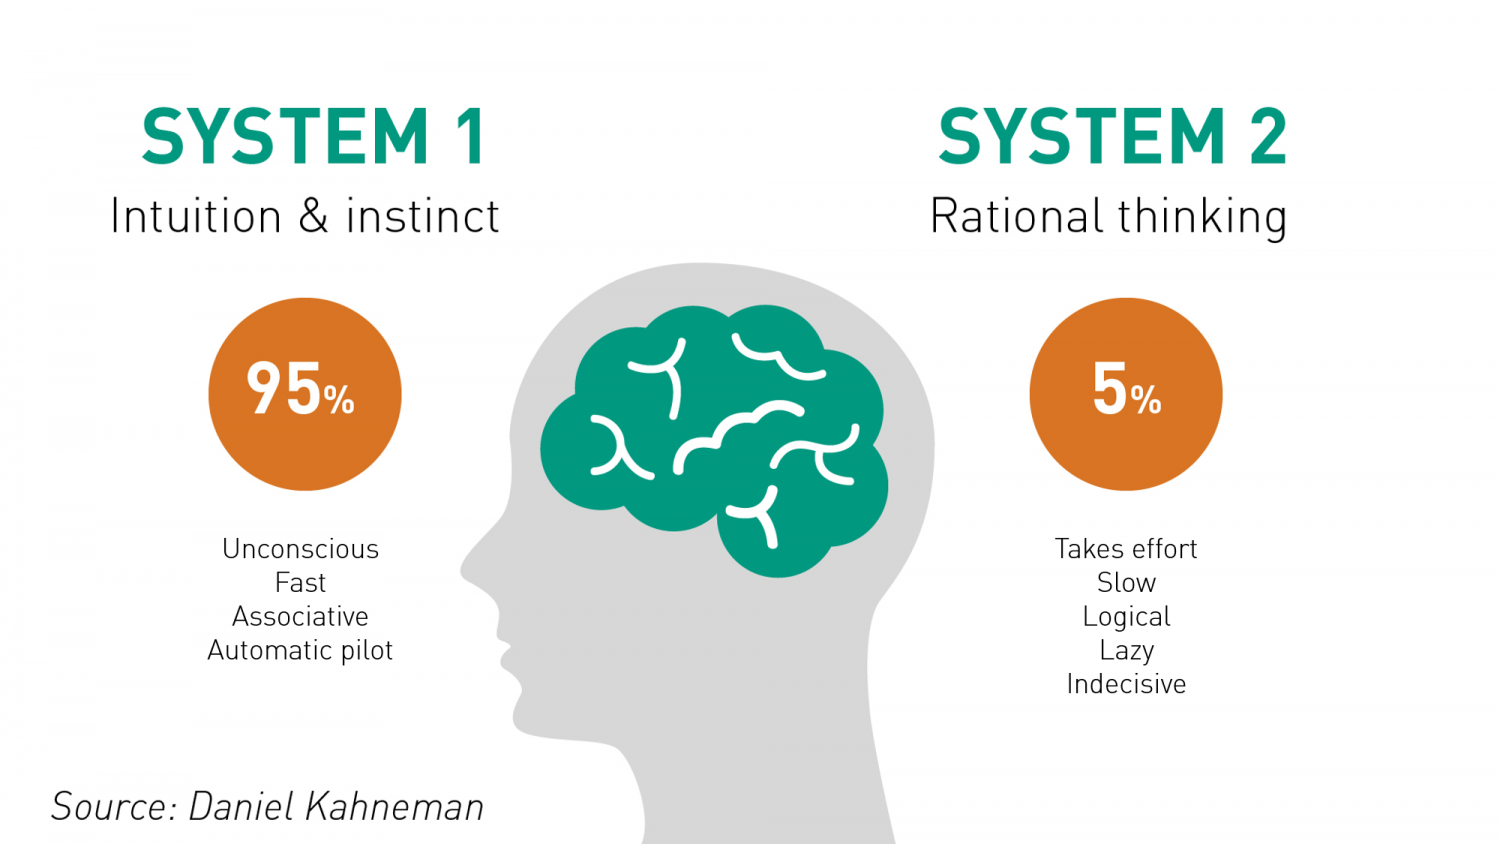 SYSTEM 1
Intuition & instinct
95%
Unconscious
Fast
Associative
Automatic pilot
SYSTEM 2
Rational thinking
5%
Takes effort
Slow
Logical
Lazy
Indecisive
Source: Daniel Kahneman